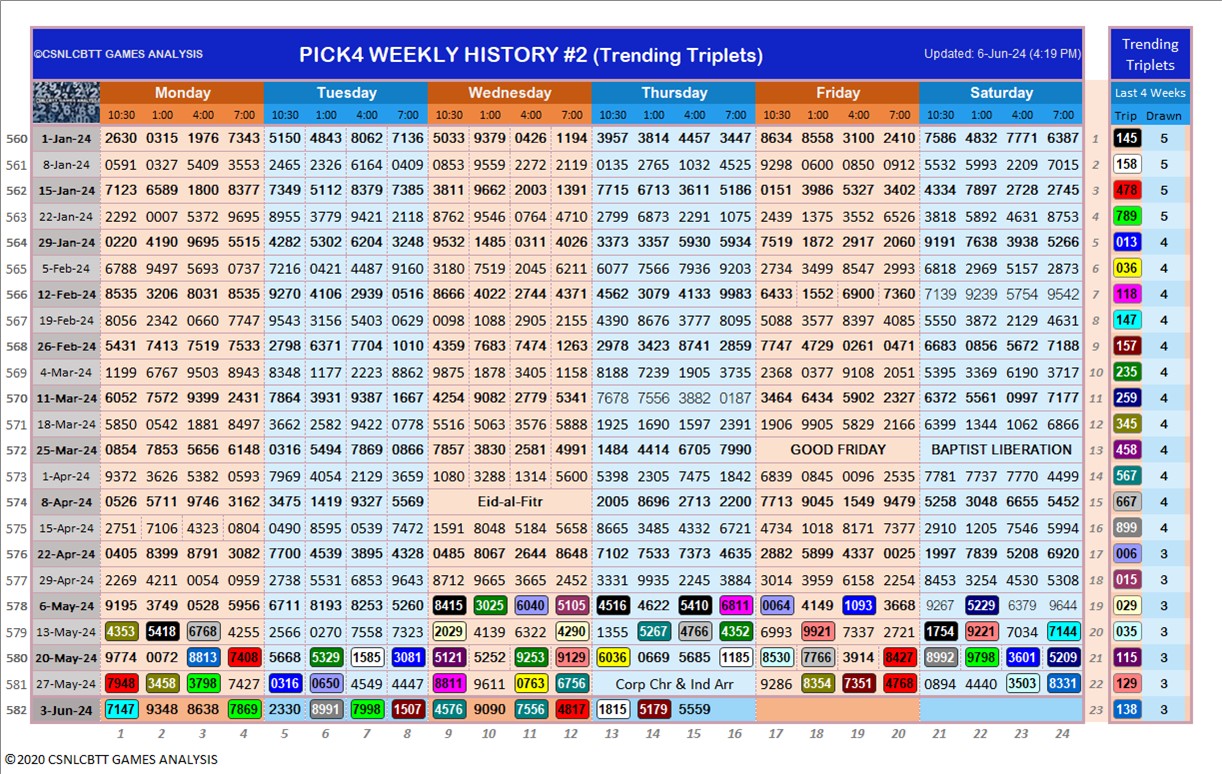 Trending
©CSNLCBTT GAMES ANALYSIS PICK4 WEEKLY HISTORY #2 (Trending Triplets) Updated: 6-Jun-24 (4:19 PM)
Triplets
Monday Tuesday Wednesday Thursday Friday Saturday Last 4 Weeks
10:30 1:00 4:00 7:00 10:30 1:00 4:00 7:00 10:30 1:00 4:00 7:00 10:30 1:00 4:00 7:00 10:30 1:00 4:00 7:00 10:30 1:00 4:00 7:00 Trip Drawn
560 1-Jan-24 2630 0315 1976 7343 5150 4843 8062 7138 5033 9379 0426 1194 3957 3814 4457 3447 8634 8558 3100 2410 7586 4832 7771 6387 1 145 5
561 8-Jan-24 0591 0327 5409 3553 2465 2326 6164 0409 3853 9559 2272 2119 0135 2765 1032 4525 9298 0600 0850 0912 5532 5993 2209 7015 2 158 5
562 15-Jan-24 7123 6589 1800 8377 7349 5112 8379 7385 3811 9662 2003 1391 7715 6713 3611 5186 0151 3986 5327 3402 4334 7897 2728 2745 3 478 5
563 22-Jan-24 2292 0007 5372 9695 8955 3779 9421 2118 8762 9546 0764 4710 2799 6873 2291 1075 2439 1375 3552 6526 3818 5892 4631 8753 4 789 5
564 29-Jan-24 0220 4190 9695 5515 4282 5302 6204 3248 9532 1485 0311 4026 3373 3357 5930 5934 7519 1872 2917 2060 9191 7638 3938 5266 5 013 4
565 5-Feb-24 6788 9497 5693 0737 7216 0421 4487 9160 3180 7519 2045 6211 6077 7566 7936 9203 2734 3499 8547 2993 6818 2969 5157 2873 6 036 4
566 12-Feb-24 8535 3206 8031 8535 9270 4106 2939 0516 8666 4022 2744 4371 4562 3079 4133 9983 6433 1552 6900 7360 7139 9239 5754 9542 7 118 4
567 19-Feb-24 8056 2342 0660 7747 9543 3156 5403 0629 9098 1088 2905 2155 4390 8676 3777 8095 5088 3577 8397 4085 5550 3872 2129 4631 8 147 4
568 26-Feb-24 5431 7413 7519 7533 2798 6371 7704 1010 4359 7683 7474 1263 2978 3423 8741 2859 7747 4729 0261 0471 6683 0856 5672 7188 9 157 4
569 4-Mar-24 1199 6767 9503 8943 8348 1177 2223 8862 9875 1878 3405 1158 8188 7239 1905 3735 2368 0377 9108 2051 5395 3369 6190 3717 10 235 4
570 11-Mar-24 6052 7572 9399 2431 7864 3931 9387 1667 4254 9082 2779 5341 7678 7556 3882 0187 3464 6434 5902 2327 6372 5561 0997 7177 11 259 4
571 18-Mar-24 5850 0542 1881 8497 3662 2582 9422 0778 5516 5063 3576 5888 1925 1690 1597 2391 1906 9905 5829 2166 6399 1344 1062 6866 12 345 4
572 25-Mar-24 0854 7853 5656 6148 0316 5494 7869 0866 7857 3830 2581 4991 1484 4414 6705 7990 GOOD FRIDAY BAPTIST LIBERATION 13 458 4
573 1-Apr-24 9372 3626 5382 0593 7969 4054 2129 3656 1080 3288 1314 5600 5398 2305 7475 1842 6839 0845 0096 2535 7781 7737 7770 4499 14 567 4
574 8-Apr-24 0526 5711 9746 3162 3475 1419 9327 5569 Eid-al-Fitr 2005 8696 2713 2200 7713 9045 1549 9479 5258 3048 6655 5452 15 667 4
575 15-Apr-24 2751 7106 4323 0804 0490 8595 0539 7472 1591 8048 5184 5658 8665 3485 4332 6721 4734 1018 8171 7377 2910 1205 7546 5994 16 899 4
576 22-Apr-24 0405 8399 8791 3082 7700 4539 3895 4328 0485 8067 2644 8648 7102 7533 7373 4635 2882 5899 4337 0025 1997 7839 5208 6920 17 006 3
577 29-Apr-24 2269 4211 0054 0959 2738 5531 6853 9643 8712 9665 3665 2452 3331 9935 2245 3884 3014 3959 6158 2254 8453 3254 4530 5308 18 015 3
578 6-May-24 9195 3749 0528 5956 6711 8193 8253 5260 8415 3025 6040 5105 4516 4622 5410 6811 0064 4149 1093 3668 9267 5229 6379 9644 19 029 3
579 13-May-24 4353 5418 6768 4255 2566 0270 7558 7323 2029 4139 6322 4290 1355 5267 4766 4352 6993 9921 7337 2721 1754 9221 7034 7144 20 035 3
580 20-May-24 9774 0072 8813 7408 5668 5329 1585 3081 5121 5252 9253 9129 6036 0669 5685 1185 8530 7766 3914 8427 8992 9798 3601 5209 21 115 3
581 27-May-24 7948 3458 3798 7427 0316 0650 4549 4447 8811 9611 0763 6756 Corp Chr & Ind Arr 9286 8354 7351 4768 0894 4440 3503 8331 22 129 3
582 3-Jun-24 7147 9348 8638 7869 2330 8991 7998 1507 4576 9090 7556 4817 1815 5179 5559 23 138 3
1 2 3 4 5 6 7 8 9 10 11 12 13 14 15 16 17 18 19 20 21 22 23 24
©2020 CSNLCBTT GAMES ANALYSIS